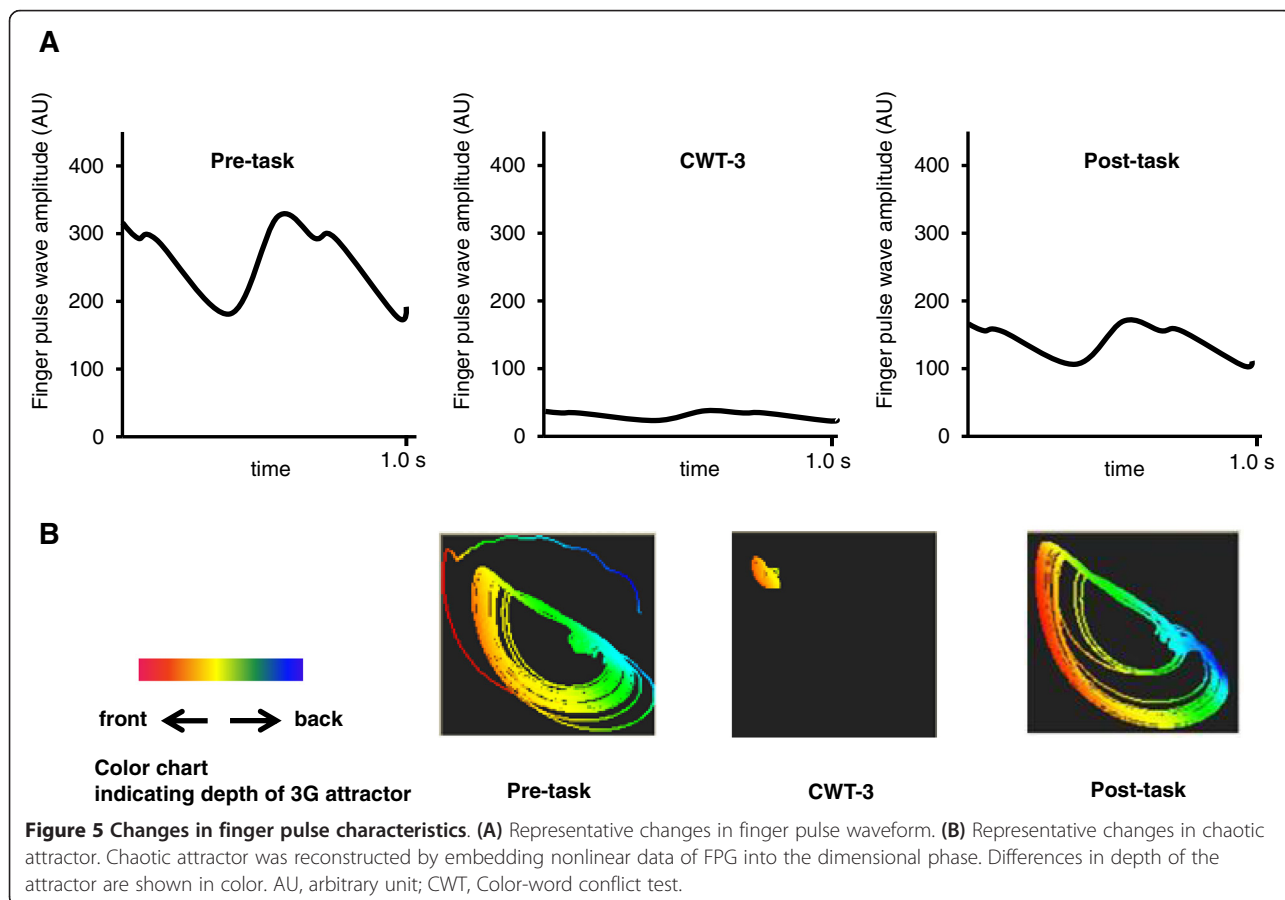 A
Finger pulse wave amplitude (AU)
400
300
200
100
0
Pre-task
time
1.0 s
Finger pulse wave amplitude (AU)
400
300
200
100
0
CWT-3
time
1.0 s
Finger pulse wave amplitude (AU)
400
300
200
100
0
Post-task
time
1.0 s
B
front
back
Color chart
indicating depth of 3G attractor
Pre-task
CWT-3
Post-task
Figure 5 Changes in finger pulse characteristics. (A) Representative changes in finger pulse waveform. (B) Representative changes in chaotic
attractor. Chaotic attractor was reconstructed by embedding nonlinear data of FPG into the dimensional phase. Differences in depth of the
attractor are shown in color. AU, arbitrary unit; CWT, Color-word conflict test.